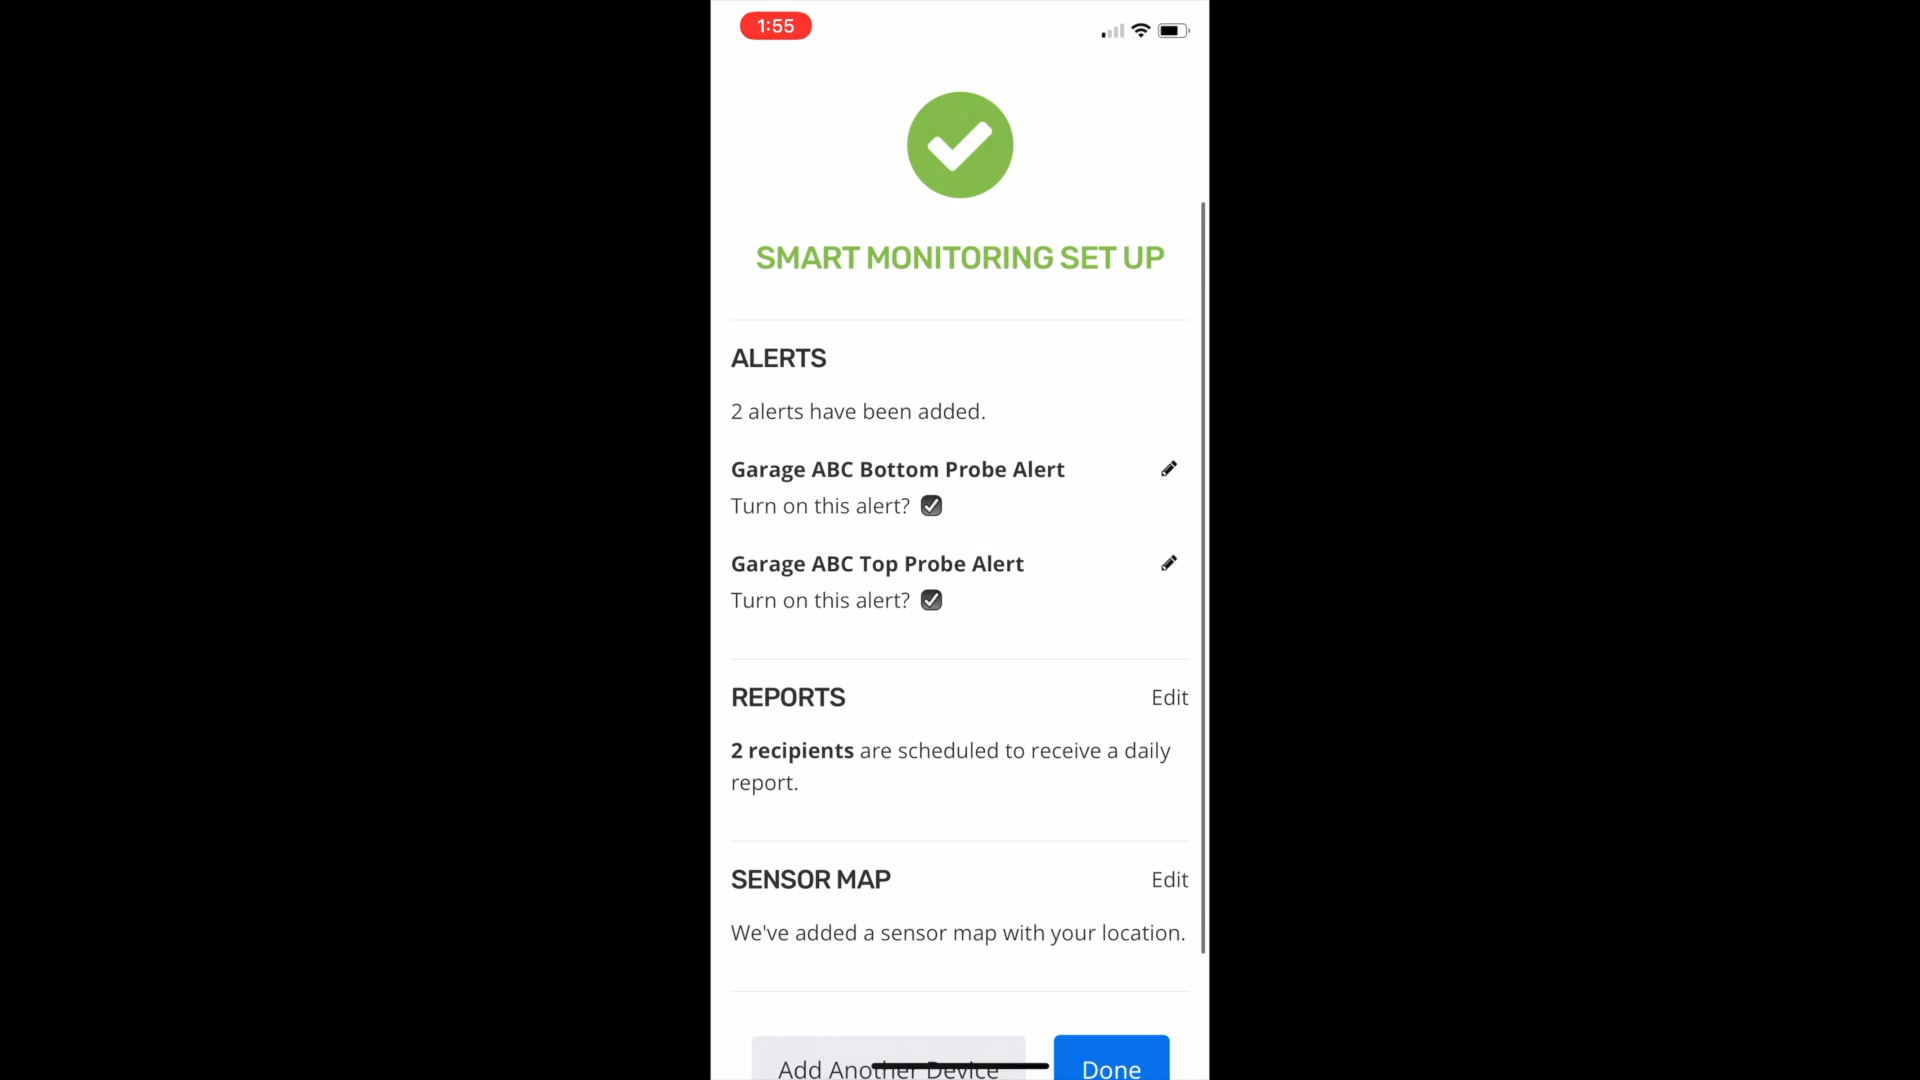 1:55
SMART MONITORING SET UP
ALERTS
2 alerts have been added.
Garage ABC Bottom Probe Alert
Turn on this alert?
Garage ABC Top Probe Alert
Turn on this alert?
REPORTS Edit
2 recipients are scheduled to receive a daily
report.
SENSOR MAP Edit
We've added a sensor map with your location.
Add Another Device Done